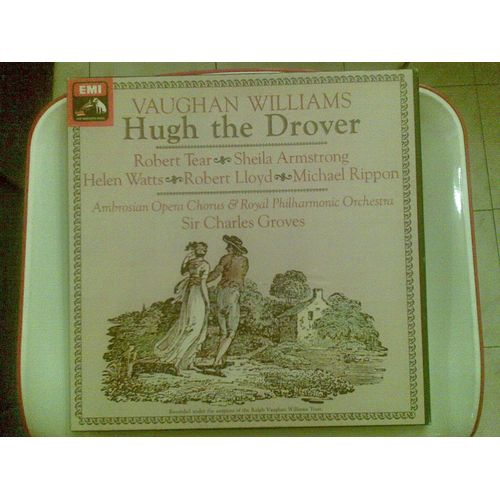 EMI
VAUGHAN WILLIAMS
Hugh the Drover
Robert Tear Sheila Armstrong
Helen Watts Robert Lloyd Michael Rippon
Ambrosian Opera Chorus & Royal Philharmonic Orchestra
Sir Charles Groves
Recorded under the auspices of the Ralph Vaughan Williams Trust.